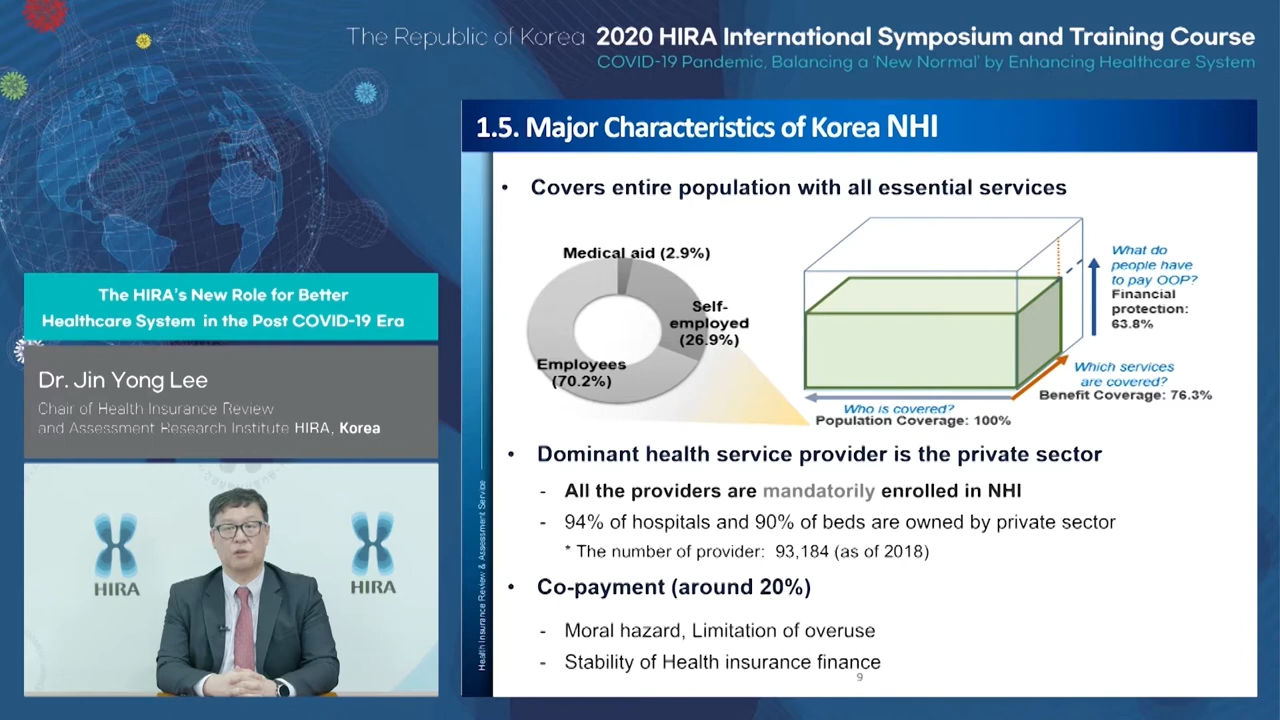 The Republic of Korea 2020 HIRA International Symposium and Training Course
COVID-19 Pandemic, Balancing a 'New Normal' by Enhancing Healthcare System
The HIRA's New Role for Better
Healthcare System in the Post COVID-19 Era
Dr. Jin Yong Lee
Chair of Health Insurance Review
and Assessment Research Institute HIRA, Korea
HIRA
HIRA
1.5. Major Characteristics of Korea NHI
• Covers entire population with all essential services
Medical aid (2.9%)
Self-
employed
(26.9%)
Employees
(70.2%)
What do
people have
to pay OOP?
Financial
protection:
63.8%
Which services
are covered?
Benefit Coverage: 76.3%
Who is covered?
Population Coverage: 100%
• Dominant health service provider is the private sector
- All the providers are mandatorily enrolled in NHI
- 94% of hospitals and 90% of beds are owned by private sector
* The number of provider: 93,184 (as of 2018)
• Co-payment (around 20%)
- Moral hazard, Limitation of overuse
- Stability of Health insurance finance
9
Health Insurance Review & Assessment Service